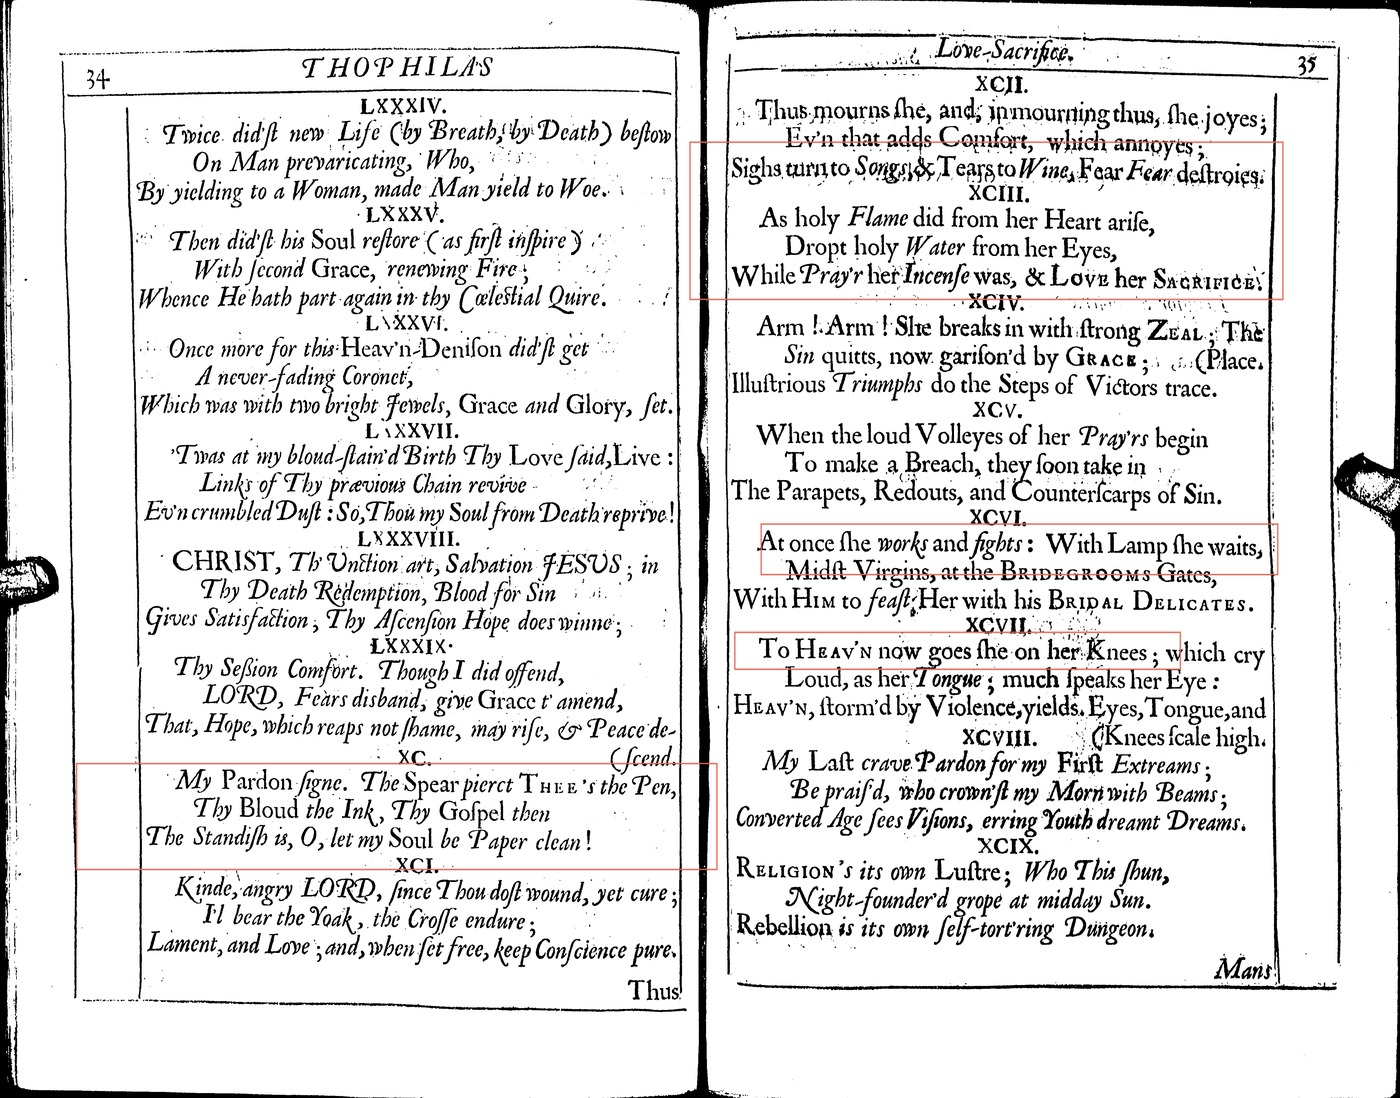 34
THOPHILA'S
LXXXIV.
Twice did'ſt new Life (by Breath, by Death) beſtow
On Man prevaricating, Who,
By yielding to a Woman, made Man yield to Woe.
LXXXV.
Then did'ſt his Soul reſtore (as firſt inſpire)
With ſecond Grace, renewing Fire;
Whence He hath part again in thy Cœleſtial Quire.
LXXXVI.
Once more for this Heav'n-Deniſon did'ſt get
A never-fading Coronet,
Which was with two bright Jewels, Grace and Glory, ſet.
LXXXVII.
'Twas at my bloud-ſtain'd Birth Thy Love ſaid, Live:
Links of Thy prævious Chain revive
Ev'n crumbled Duſt: So, Thou my Soul from Death reprive!
LXXXVIII.
CHRIST, Th' Unction art, Salvation JESUS; in
Thy Death Redemption, Blood for Sin
Gives Satisfaction; Thy Aſcenſion Hope does winne;
LXXXIX.
Thy Seſſion Comfort. Though I did offend,
LORD, Fears disband, give Grace t' amend,
That, Hope, which reaps not ſhame, may riſe, & Peace de-
XC. (ſcend.
My Pardon ſigne. The Spear pierct THEE's the Pen,
Thy Bloud the Ink, Thy Goſpel then
The Standiſh is, O, let my Soul be Paper clean!
XCI.
Kinde, angry LORD, ſince Thou doſt wound, yet cure;
I'l bear the Yoak, the Croſſe endure;
Lament, and Love; and, when ſet free, keep Conſcience pure.
Thus
Love-Sacrifice.
35
XCII.
Thus mourns ſhe, and, in mourning thus, ſhe joyes;
Ev'n that adds Comfort, which annoyes;
Sighs turn to Songs, & Tears to Wine, Fear Fear deſtroies.
XCIII.
As holy Flame did from her Heart ariſe,
Dropt holy Water from her Eyes,
While Pray'r her Incenſe was, & LOVE her SACRIFICE.
XCIV.
Arm! Arm! She breaks in with ſtrong ZEAL; The
Sin quitts, now gariſon'd by GRACE; (Place.
Illuſtrious Triumphs do the Steps of Victors trace.
XCV.
When the loud Volleyes of her Pray'rs begin
To make a Breach, they ſoon take in
The Parapets, Redouts, and Counterſcarps of Sin.
XCVI.
At once ſhe works and fights: With Lamp ſhe waits,
Midſt Virgins, at the BRIDEGROOMS Gates,
With HIM to feaſt; Her with his BRIDAL DELICATES.
XCVII.
To HEAV'N now goes ſhe on her Knees; which cry
Loud, as her Tongue; much ſpeaks her Eye:
HEAV'N, ſtorm'd by Violence, yields. Eyes, Tongue, and
XCVIII. (Knees ſcale high.
My Laſt crave Pardon for my Firſt Extreams;
Be prais'd, who crown'ſt my Morn with Beams;
Converted Age ſees Viſions, erring Youth dreamt Dreams.
XCIX.
RELIGION's its own Luſtre; Who This ſhun,
Night-founder'd grope at midday Sun.
Rebellion is its own ſelf-tort'ring Dungeon.
Mans